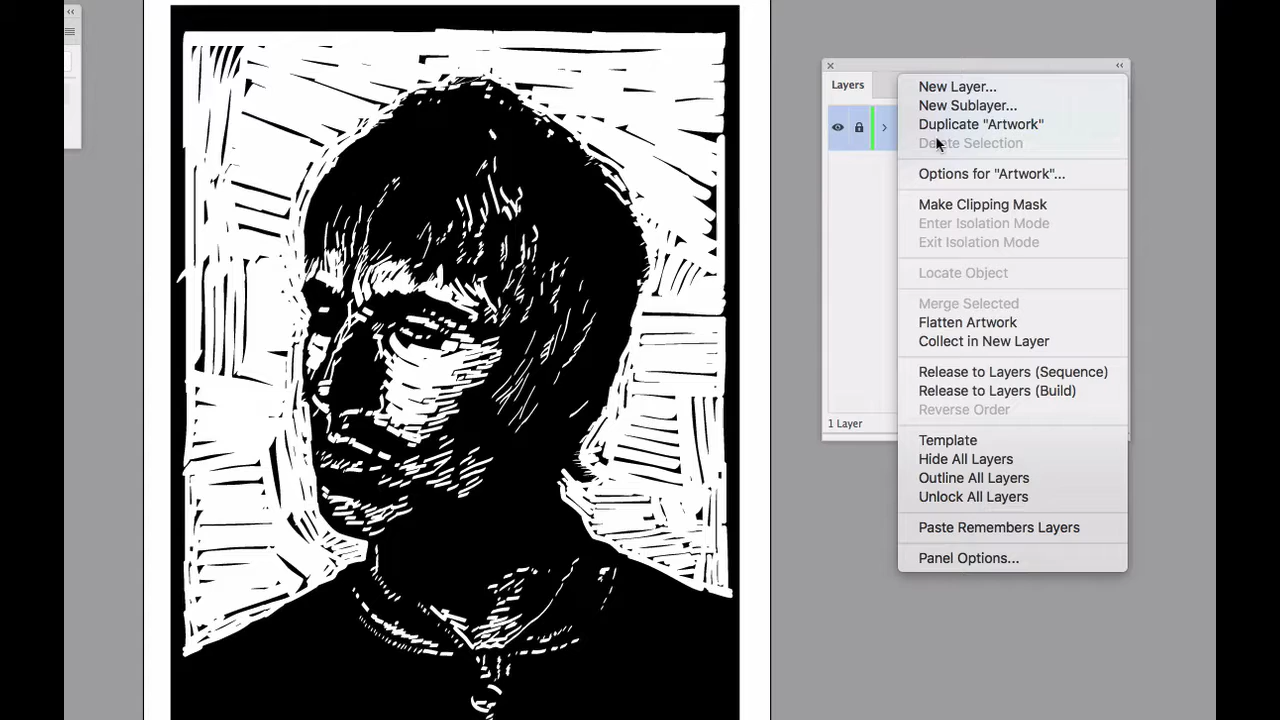 Layers
New Layer...
New Sublayer...
Duplicate "Artwork"
Delete Selection
Options for "Artwork"...
Make Clipping Mask
Enter Isolation Mode
Exit Isolation Mode
Locate Object
Merge Selected
Flatten Artwork
Collect in New Layer
Release to Layers (Sequence)
Release to Layers (Build)
Reverse Order
1 Layer
Template
Hide All Layers
Outline All Layers
Unlock All Layers
Paste Remembers Layers
Panel Options...